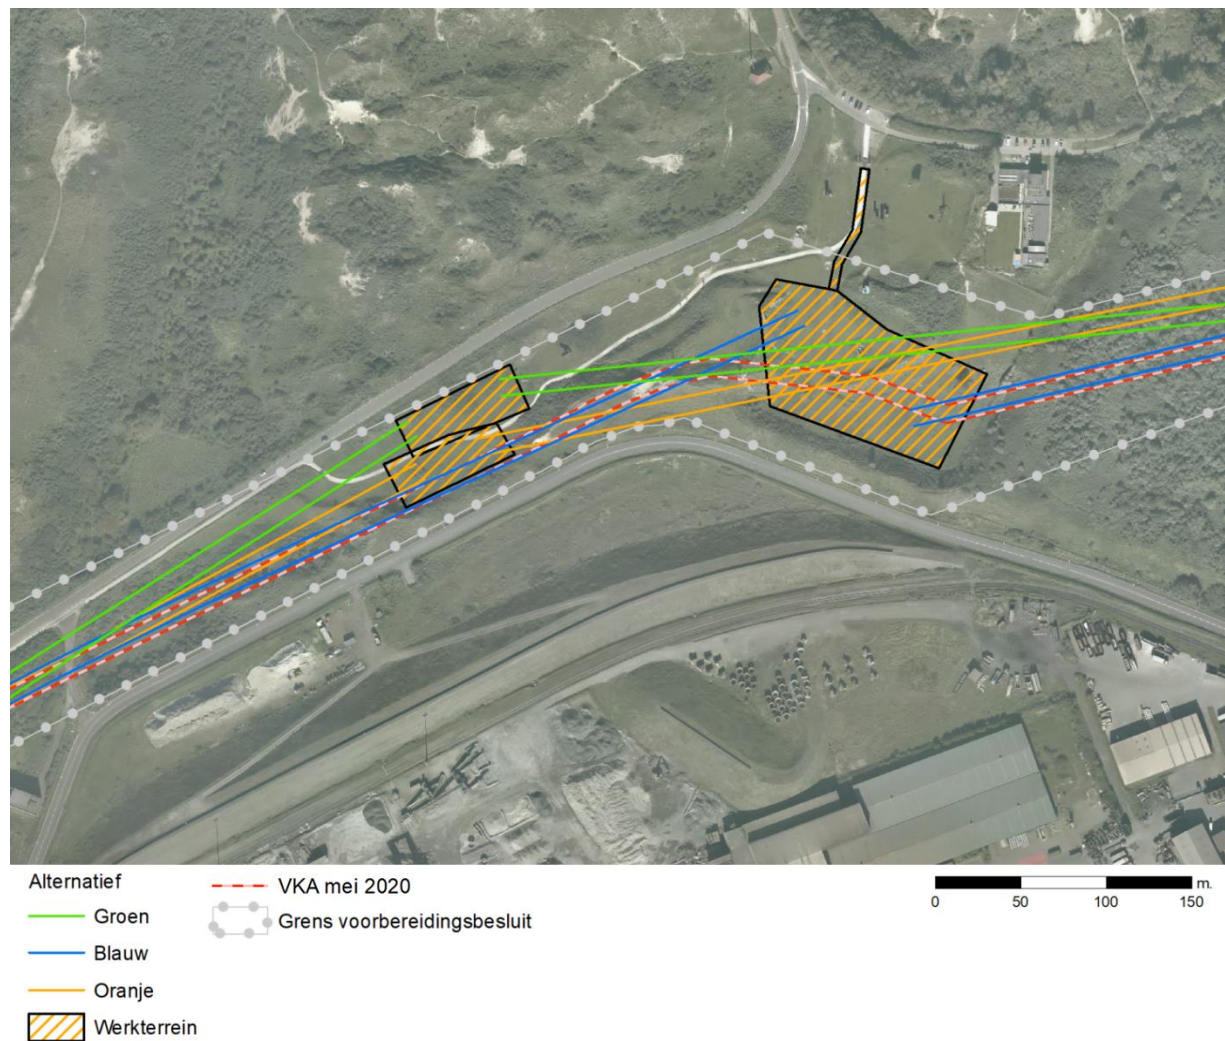 Alternatief
Groen
Blauw
Oranje
Werkterrein
VKA mei 2020
Grens voorbereidingsbesluit
m.
0 50 100 150